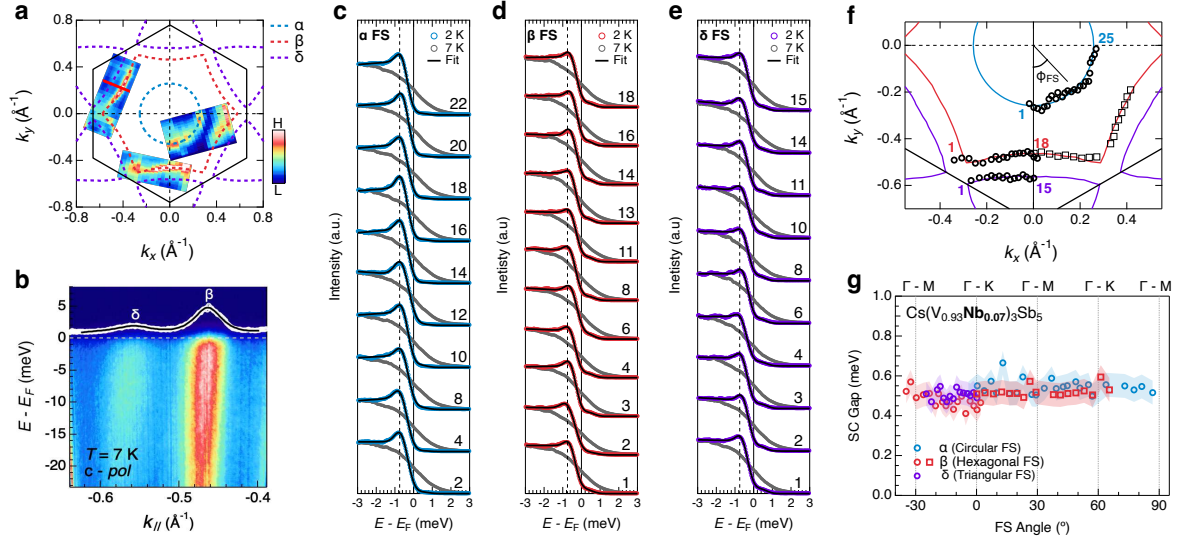 a
α
β
δ
0.8
0.4
0.0
-0.4
-0.8
k_y (Å⁻¹)
-0.8 -0.4 0.0 0.4 0.8
k_x (Å⁻¹)
H
L
b
δ
β
5
0
-5
-10
-15
-20
E - E_F (meV)
T = 7 K
c - pol
-0.6 -0.5 -0.4
k_// (Å⁻¹)
c
α FS
2 K
7 K
Fit
22
20
18
16
14
12
10
8
4
2
Intensity (a.u.)
-3 -2 -1 0 1 2 3
E - E_F (meV)
d
β FS
2 K
7 K
Fit
18
16
14
13
11
8
6
4
3
2
1
Inetisty (a.u.)
-3 -2 -1 0 1 2 3
E - E_F (meV)
e
δ FS
2 K
7 K
Fit
15
14
11
10
8
6
4
3
2
1
Inetisty (a.u)
-3 -2 -1 0 1 2 3
E - E_F (meV)
f
0.0
-0.2
-0.4
-0.6
k_y (Å⁻¹)
25
ϕ_FS
1
18
1
15
1
-0.4 -0.2 0.0 0.2 0.4
k_x (Å⁻¹)
g
Γ - M Γ - K Γ - M Γ - K Γ - M
1.0
0.8
0.6
0.4
0.2
0.0
SC Gap (meV)
Cs(V₀.₉₃Nb₀.₀₇)₃Sb₅
α (Circular FS)
β (Hexagonal FS)
δ (Triangular FS)
-30 0 30 60 90
FS Angle (º)